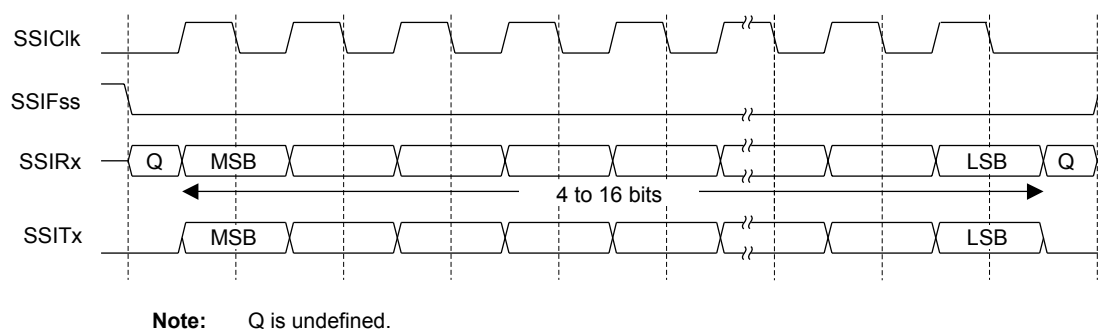 SSIClk
SSIFss
SSIRx Q MSB LSB Q
4 to 16 bits
SSITx MSB LSB
Note: Q is undefined.